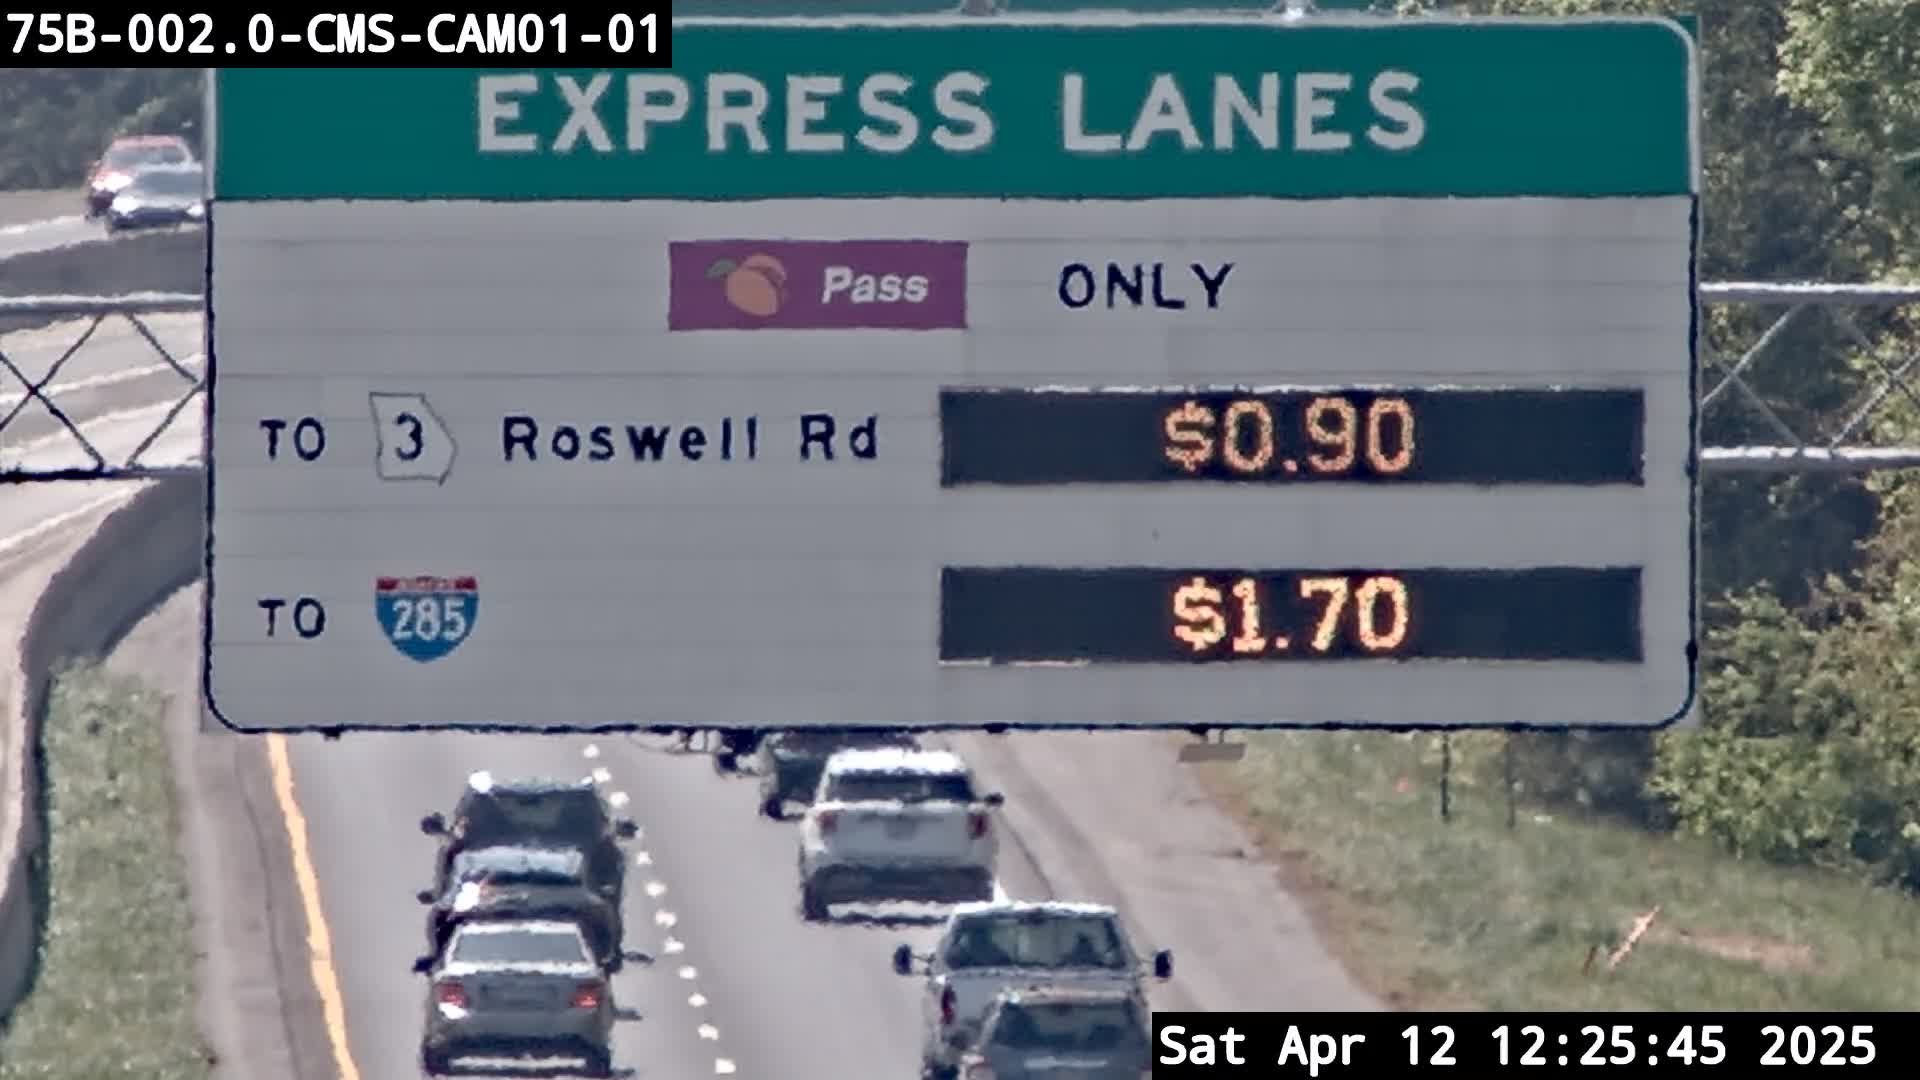 75B-002.0-CMS-CAM01-01
EXPRESS LANES
Pass ONLY
TO 3 Roswell Rd $0.90
TO 285 $1.70
Sat Apr 12 12:25:45 2025